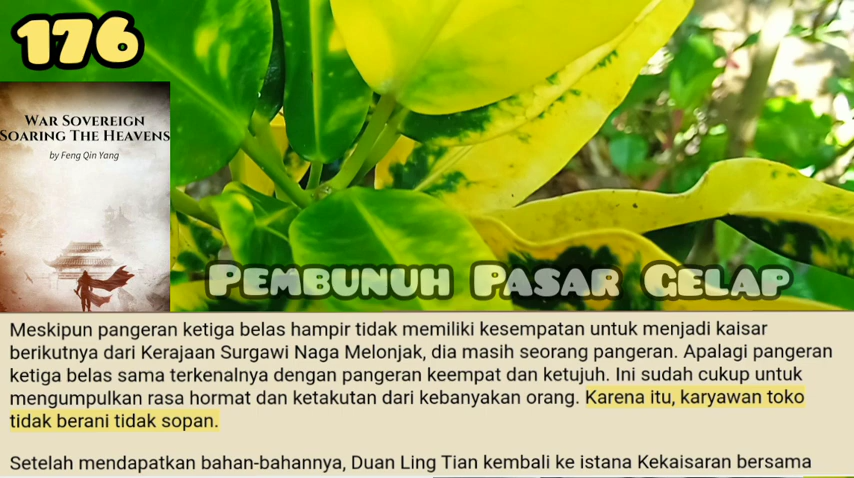 176
WAR SOVEREIGN
SOARING THE HEAVENS
by Feng Qin Yang
PEMBUNUH PASAR GELAP
Meskipun pangeran ketiga belas hampir tidak memiliki kesempatan untuk menjadi kaisar
berikutnya dari Kerajaan Surgawi Naga Melonjak, dia masih seorang pangeran. Apalagi pangeran
ketiga belas sama terkenalnya dengan pangeran keempat dan ketujuh. Ini sudah cukup untuk
mengumpulkan rasa hormat dan ketakutan dari kebanyakan orang. Karena itu, karyawan toko
tidak berani tidak sopan.
Setelah mendapatkan bahan-bahannya, Duan Ling Tian kembali ke istana Kekaisaran bersama